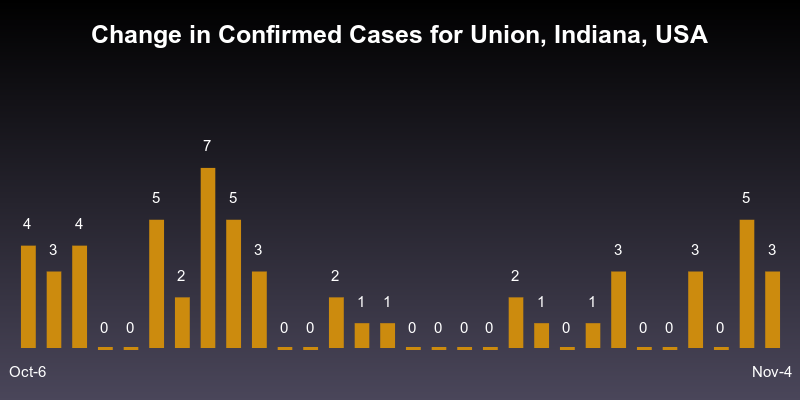 Change in Confirmed Cases for Union, Indiana, USA
4 3 4 0 0 5 2 7 5 3 0 0 2 1 1 0 0 0 0 2 1 0 1 3 0 0 3 0 5 3
Oct-6 Nov-4